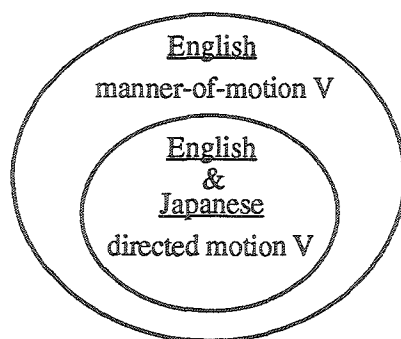 English
manner-of-motion V
English
&
Japanese
directed motion V